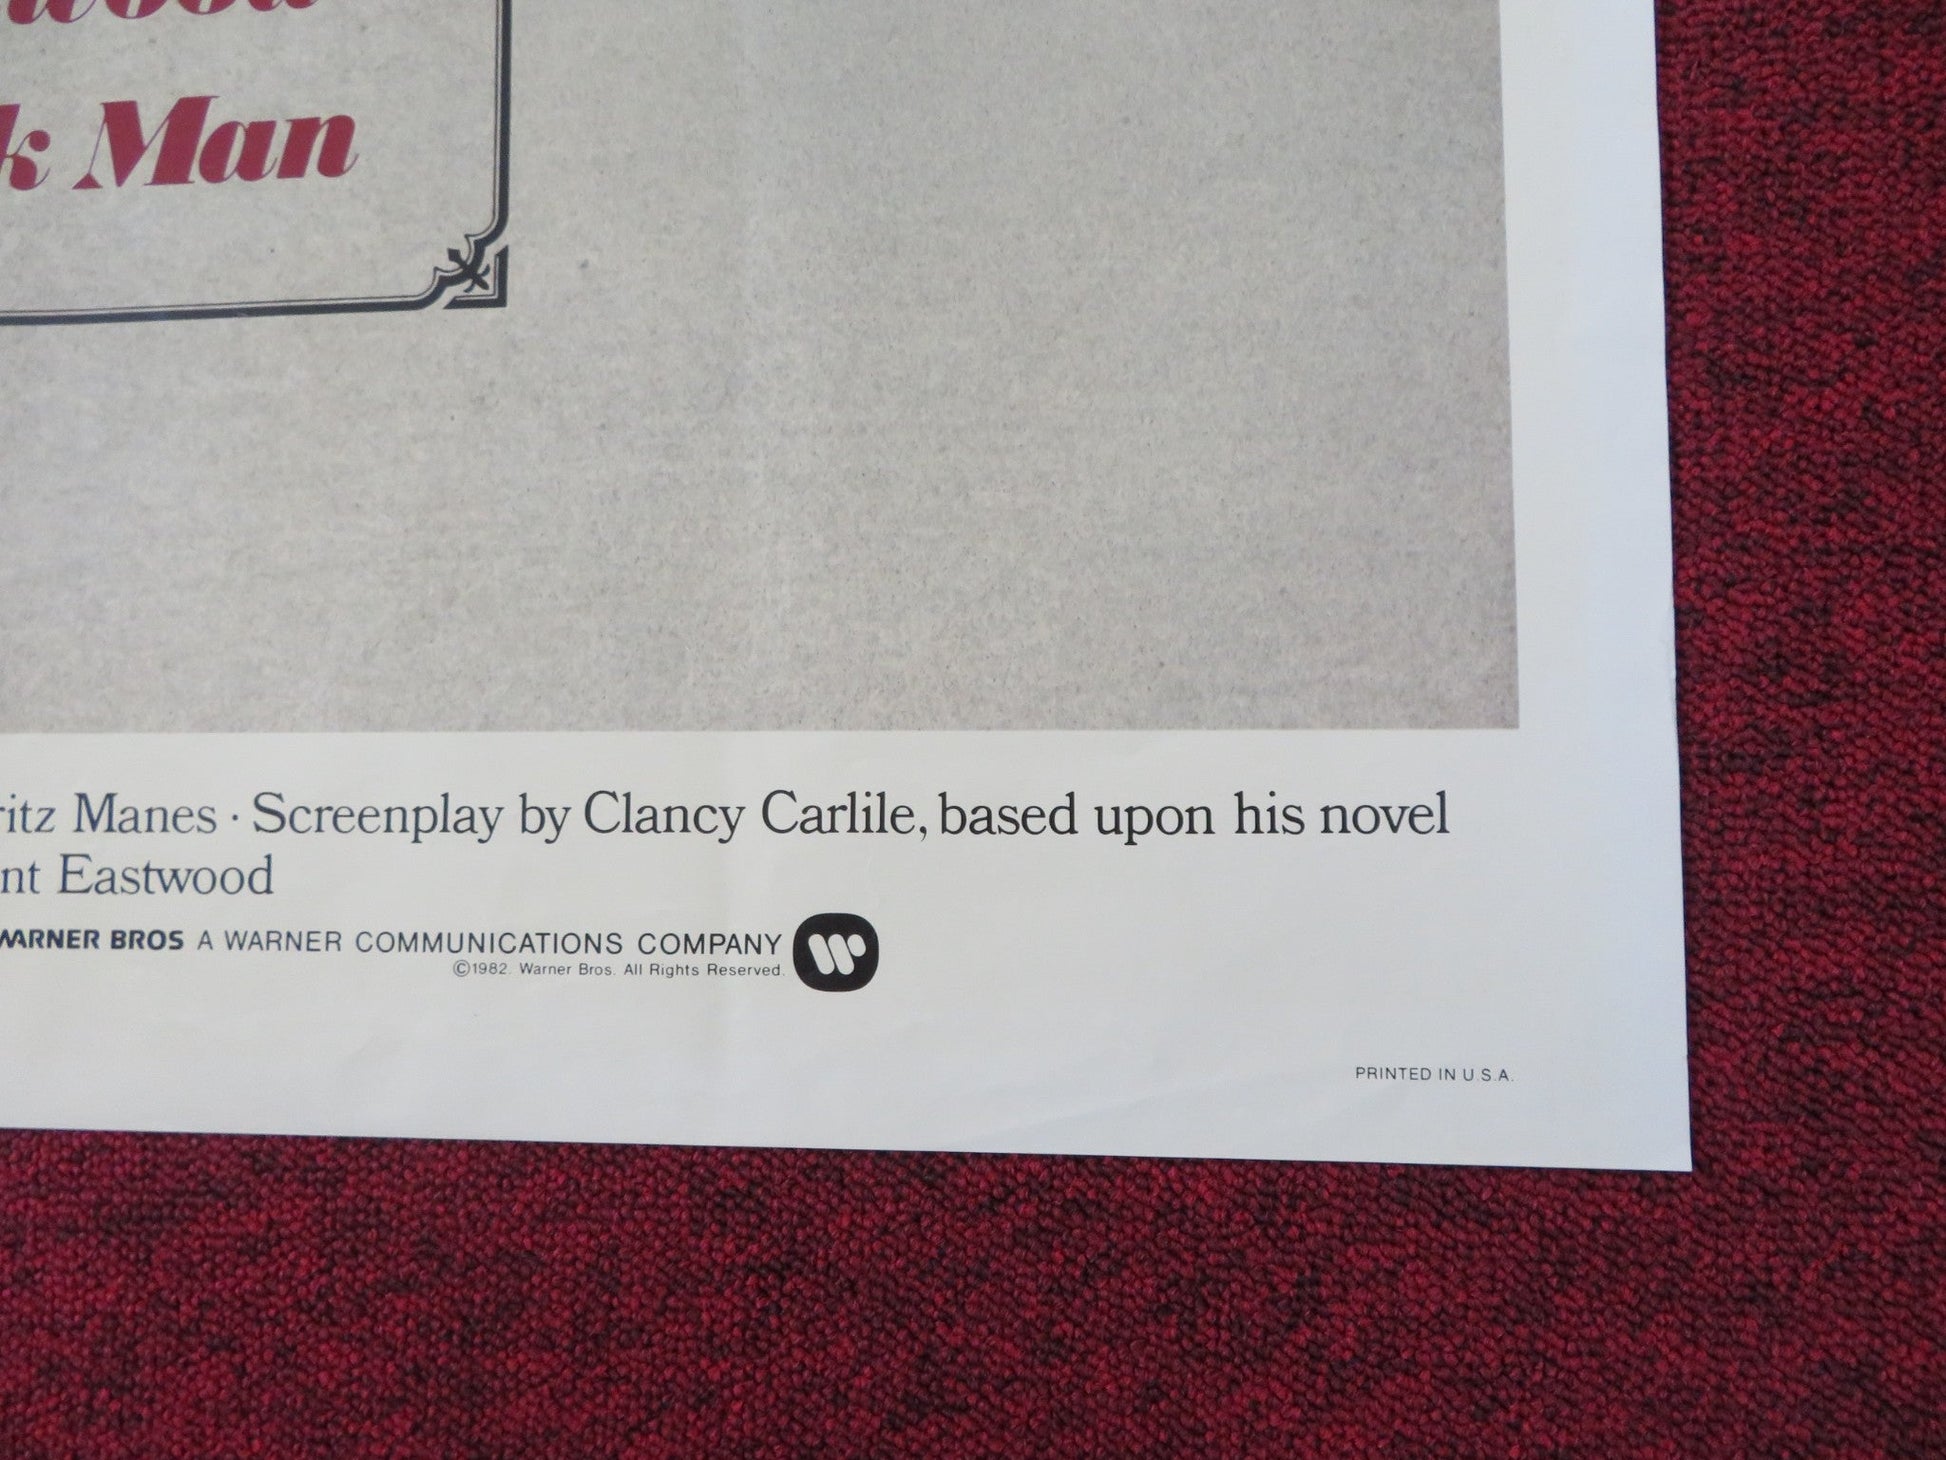 k Man
ritz Manes · Screenplay by Clancy Carlile, based upon his novel
nt Eastwood
WARNER BROS A WARNER COMMUNICATIONS COMPANY
©1982. Warner Bros. All Rights Reserved.
PRINTED IN U.S.A.